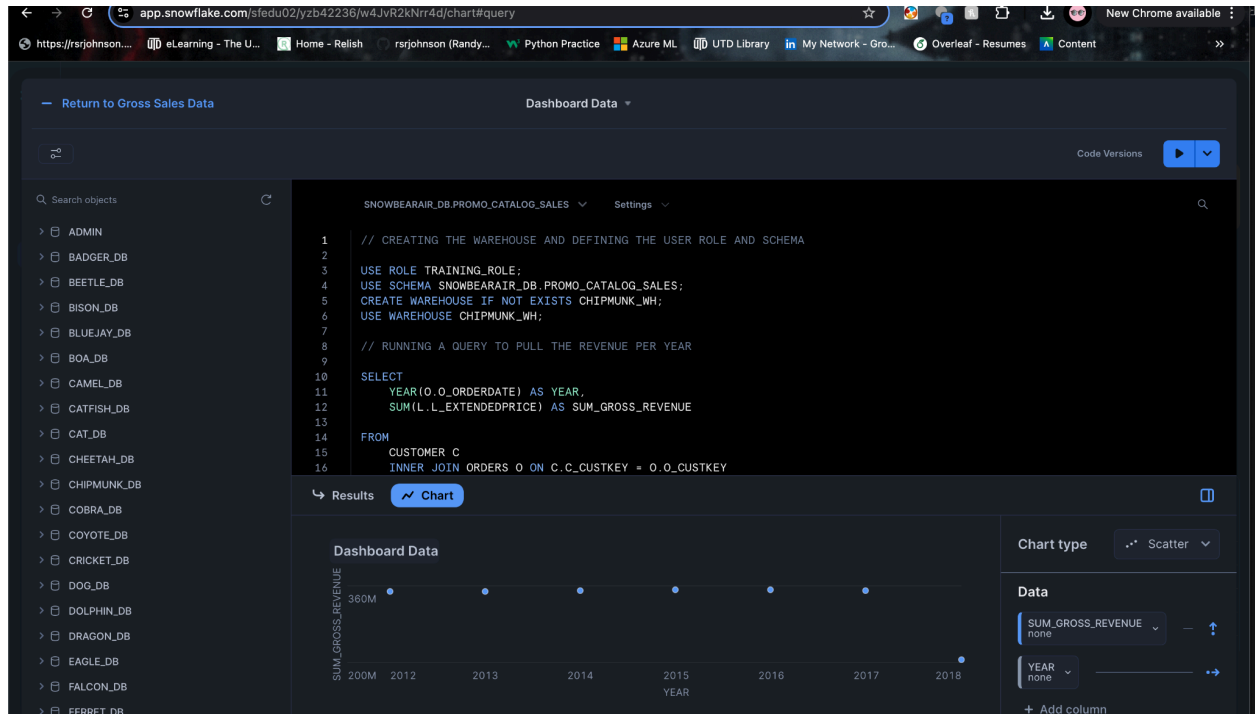 app.snowflake.com/sfedu02/yzb42236/w4JvR2kNrr4d/chart#query
New Chrome available
https://rsrjohnson....
eLearning - The U...
Home - Relish
rsrjohnson (Randy...
Python Practice
Azure ML
UTD Library
My Network - Gro...
Overleaf - Resumes
Content
Return to Gross Sales Data
Dashboard Data
Code Versions
Search objects
ADMIN
BADGER_DB
BEETLE_DB
BISON_DB
BLUEJAY_DB
BOA_DB
CAMEL_DB
CATFISH_DB
CAT_DB
CHEETAH_DB
CHIPMUNK_DB
COBRA_DB
COYOTE_DB
CRICKET_DB
DOG_DB
DOLPHIN_DB
DRAGON_DB
EAGLE_DB
FALCON_DB
FERRET_DB
SNOWBEARAIR_DB.PROMO_CATALOG_SALES
Settings
1 // CREATING THE WAREHOUSE AND DEFINING THE USER ROLE AND SCHEMA
2
3 USE ROLE TRAINING_ROLE;
4 USE SCHEMA SNOWBEARAIR_DB.PROMO_CATALOG_SALES;
5 CREATE WAREHOUSE IF NOT EXISTS CHIPMUNK_WH;
6 USE WAREHOUSE CHIPMUNK_WH;
7
8 // RUNNING A QUERY TO PULL THE REVENUE PER YEAR
9
10 SELECT
11 YEAR(O.O_ORDERDATE) AS YEAR,
12 SUM(L.L_EXTENDEDPRICE) AS SUM_GROSS_REVENUE
13
14 FROM
15 CUSTOMER C
16 INNER JOIN ORDERS O ON C.C_CUSTKEY = O.O_CUSTKEY
Results
Chart
Dashboard Data
SUM_GROSS_REVENUE
360M
200M
2012 2013 2014 2015 2016 2017 2018
YEAR
Chart type
Scatter
Data
SUM_GROSS_REVENUE
none
YEAR
none
+ Add column